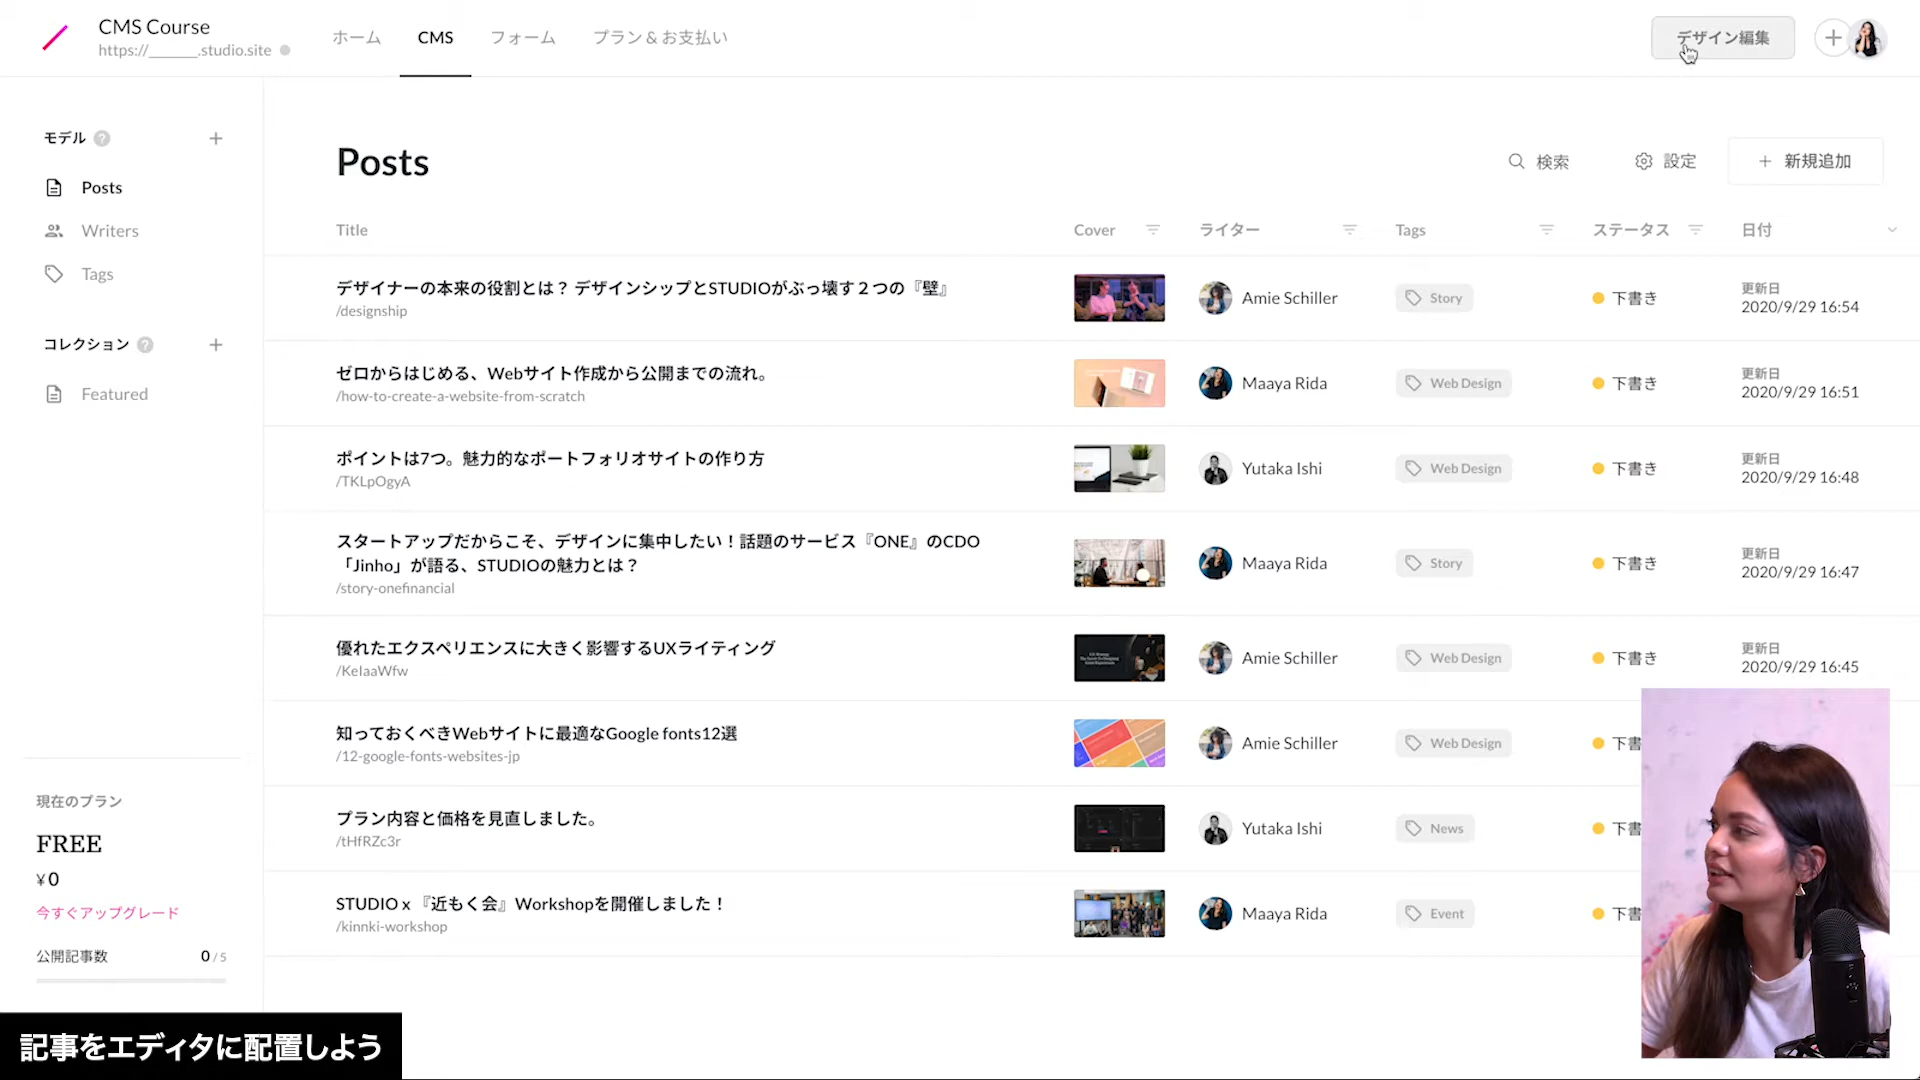 CMS Course
https://______.studio.site
ホーム
CMS
フォーム
プラン & お支払い
デザイン編集
モデル
Posts
Writers
Tags
コレクション
Featured
現在のプラン
FREE
¥0
今すぐアップグレード
公開記事数 0 / 5
Posts
検索
設定
新規追加
Title Cover ライター Tags ステータス 日付
デザイナーの本来の役割とは？ デザインシップとSTUDIOがぶっ壊す２つの『壁』
/designship
Amie Schiller
Story
下書き
更新日
2020/9/29 16:54
ゼロからはじめる、Webサイト作成から公開までの流れ。
/how-to-create-a-website-from-scratch
Maaya Rida
Web Design
下書き
更新日
2020/9/29 16:51
ポイントは7つ。魅力的なポートフォリオサイトの作り方
/TKLpOgyA
Yutaka Ishi
Web Design
下書き
更新日
2020/9/29 16:48
スタートアップだからこそ、デザインに集中したい！話題のサービス『ONE』のCDO
「Jinho」が語る、STUDIOの魅力とは？
/story-onefinancial
Maaya Rida
Story
下書き
更新日
2020/9/29 16:47
優れたエクスペリエンスに大きく影響するUXライティング
/KeIaaWfw
Amie Schiller
Web Design
下書き
更新日
2020/9/29 16:45
知っておくべきWebサイトに最適なGoogle fonts12選
/12-google-fonts-websites-jp
Amie Schiller
Web Design
下書
プラン内容と価格を見直しました。
/tHfRZc3r
Yutaka Ishi
News
下書
STUDIO x 『近もく会』Workshopを開催しました！
/kinnki-workshop
Maaya Rida
Event
下書
記事をエディタに配置しよう